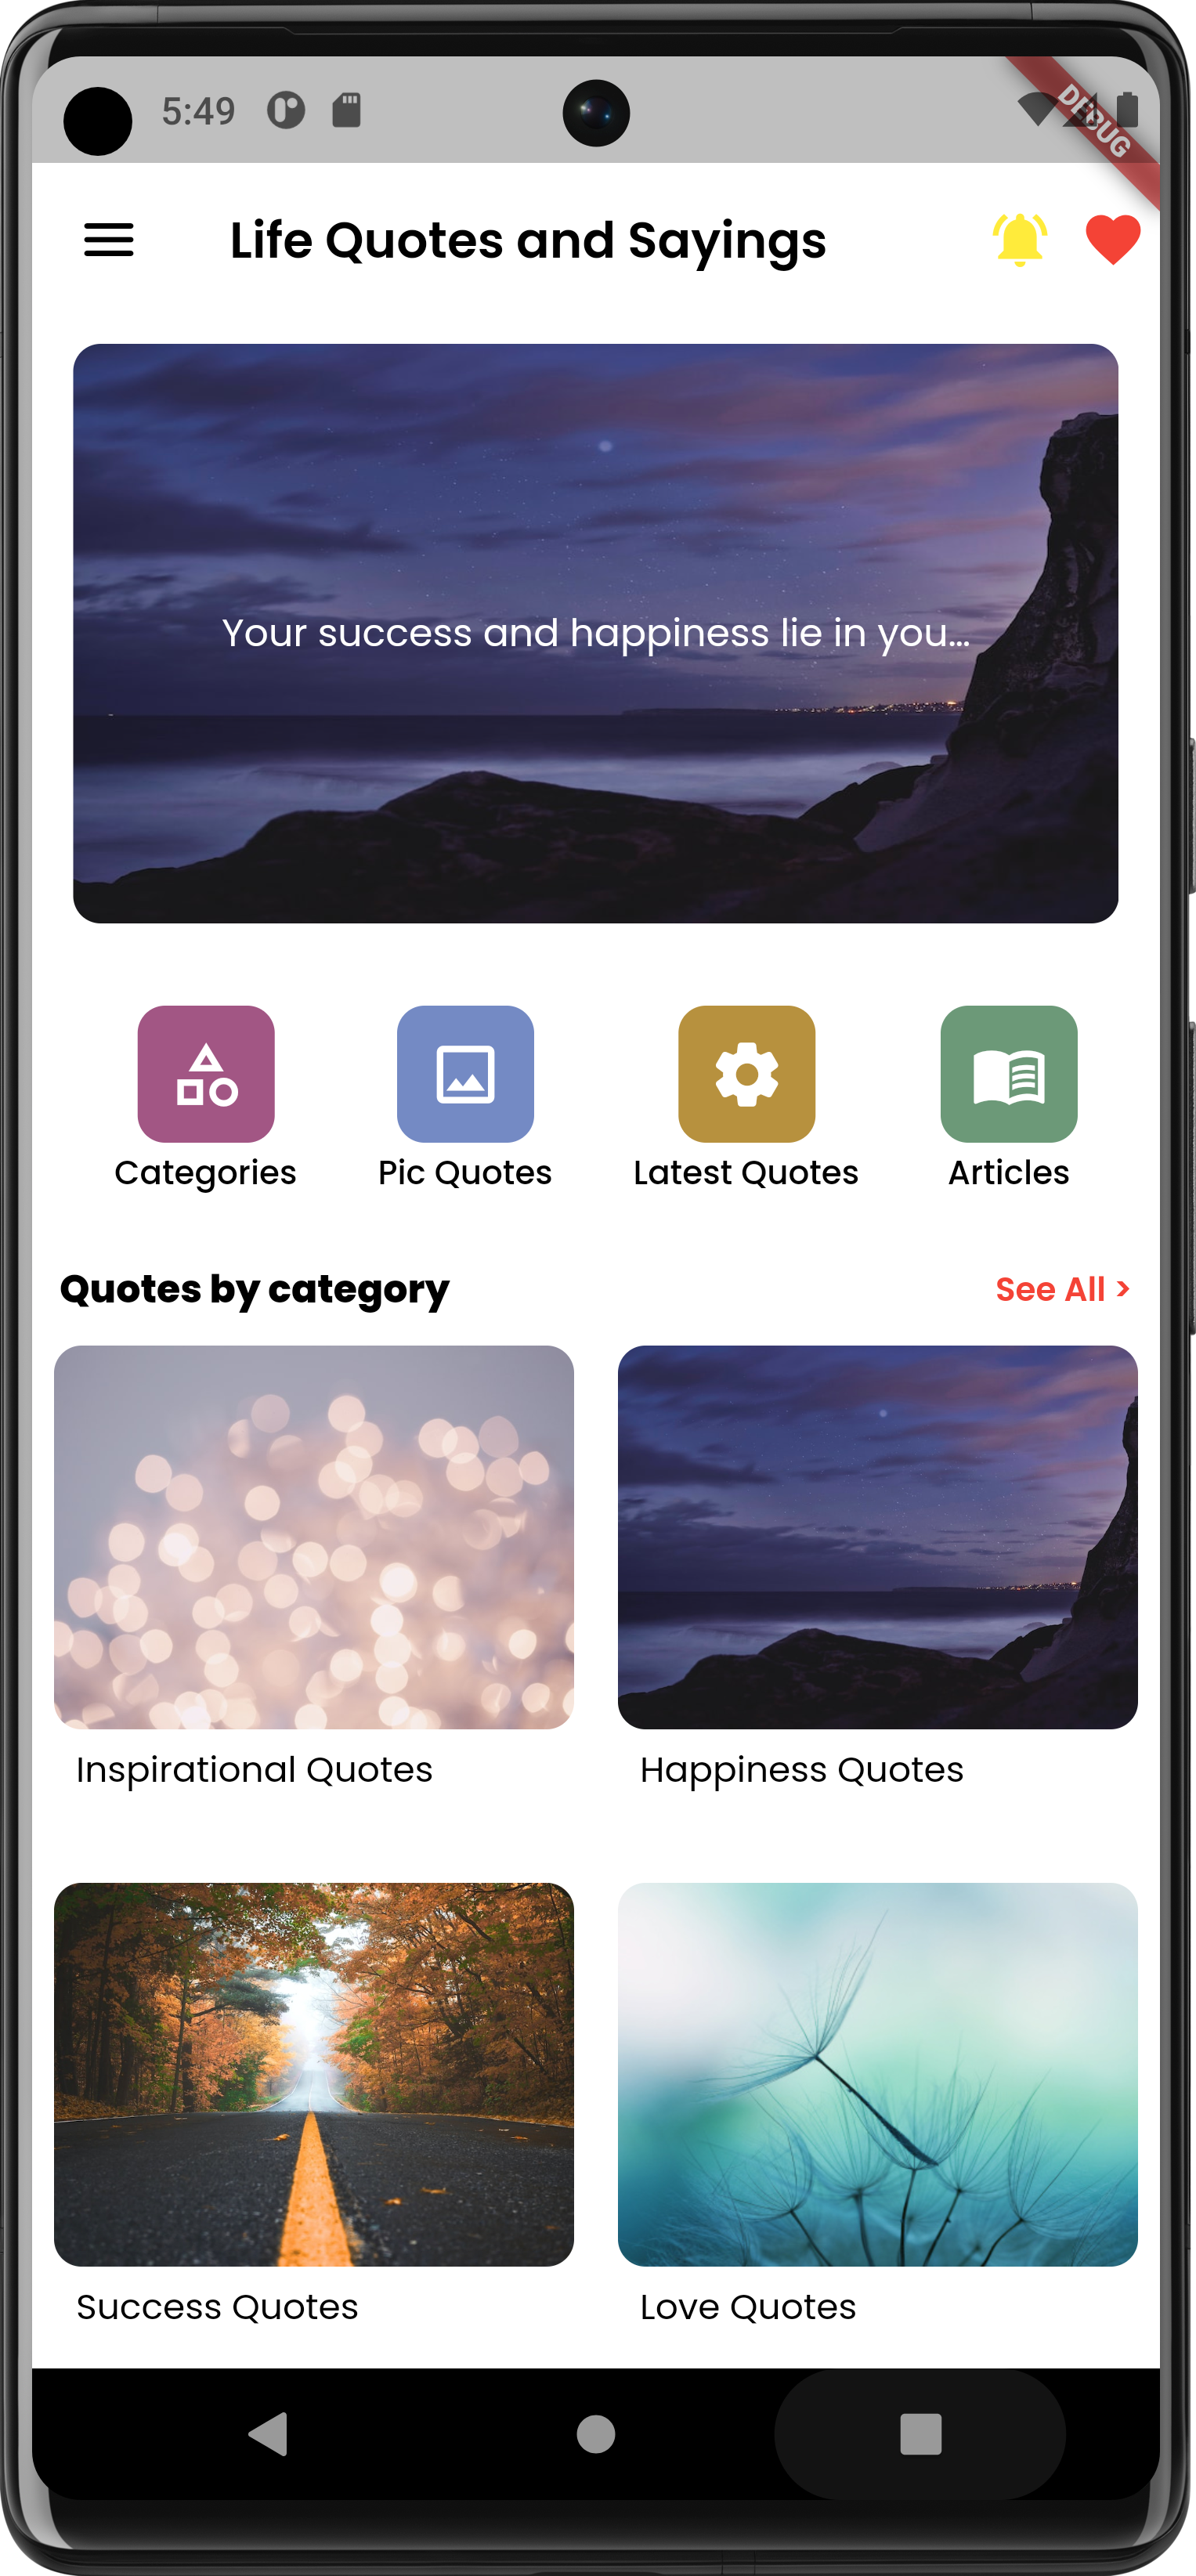 5:49
DEBUG
Life Quotes and Sayings
Your success and happiness lie in you...
Categories
Pic Quotes
Latest Quotes
Articles
Quotes by category
See All >
Inspirational Quotes
Happiness Quotes
Success Quotes
Love Quotes